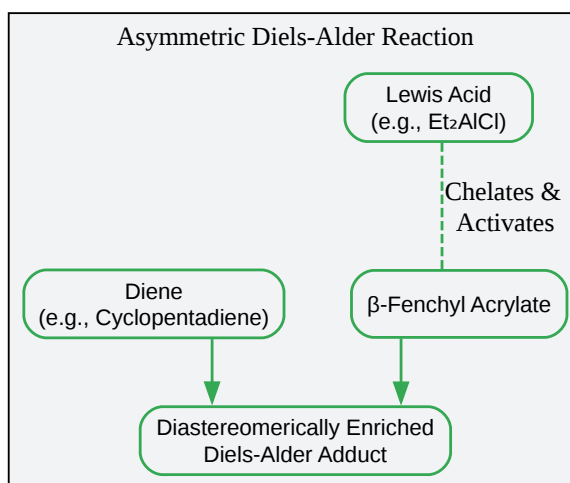 Asymmetric Diels-Alder Reaction
Lewis Acid
(e.g., Et₂AlCl)
Chelates &
Activates
Diene
(e.g., Cyclopentadiene)
β-Fenchyl Acrylate
Diastereomerically Enriched
Diels-Alder Adduct